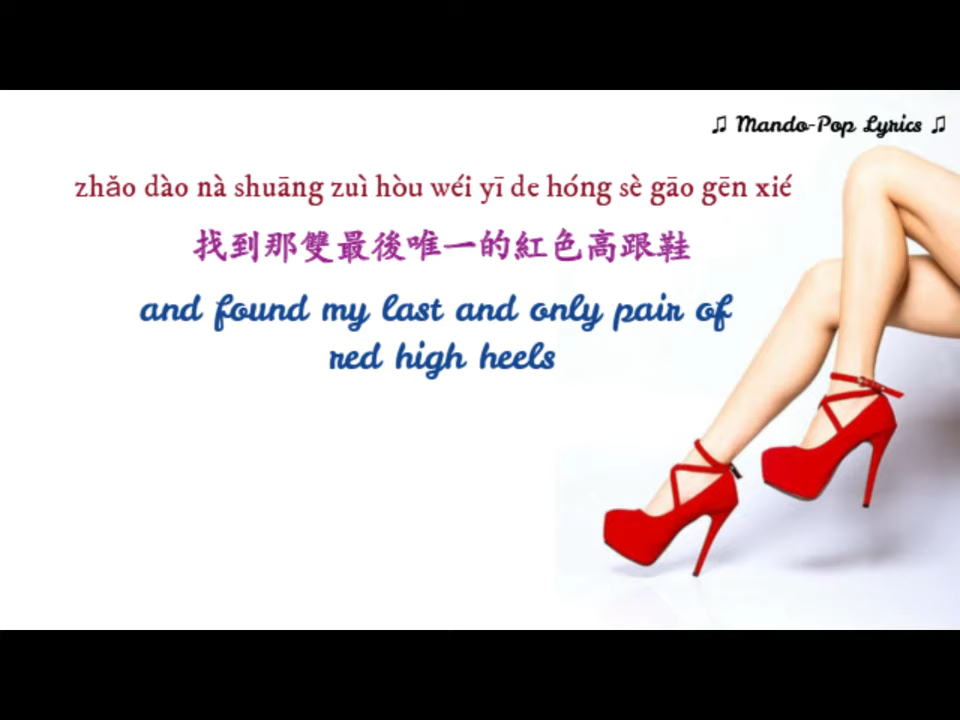 ♫ Mando-Pop Lyrics ♫
zhǎo dào nà shuāng zuì hòu wéi yī de hóng sè gāo gēn xié
找到那雙最後唯一的紅色高跟鞋
and found my last and only pair of
red high heels